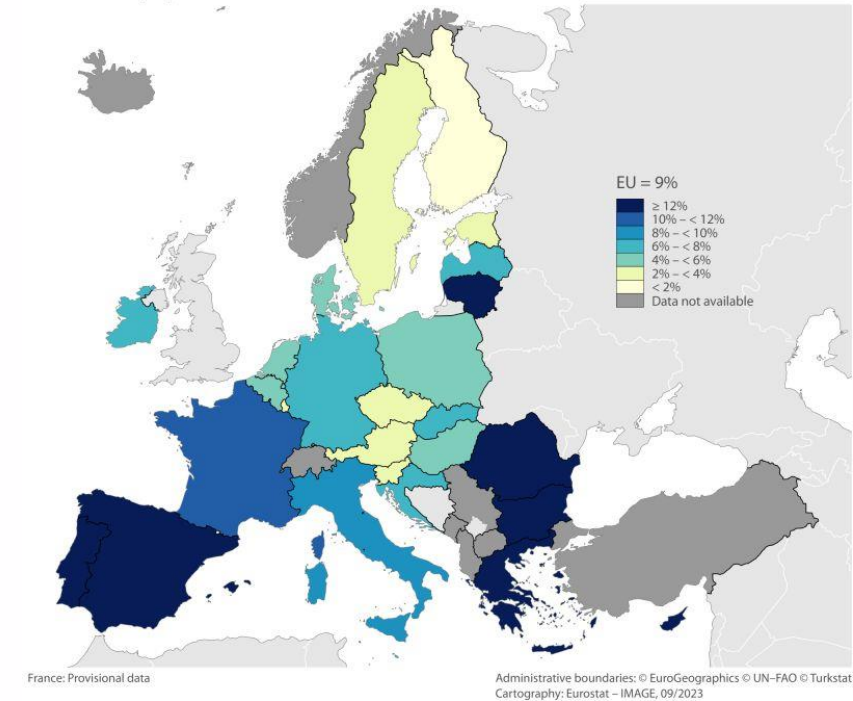 EU = 9%
≥ 12%
10% – < 12%
8% – < 10%
6% – < 8%
4% – < 6%
2% – < 4%
< 2%
Data not available
France: Provisional data
Administrative boundaries: © EuroGeographics © UN–FAO © Turkstat
Cartography: Eurostat – IMAGE, 09/2023